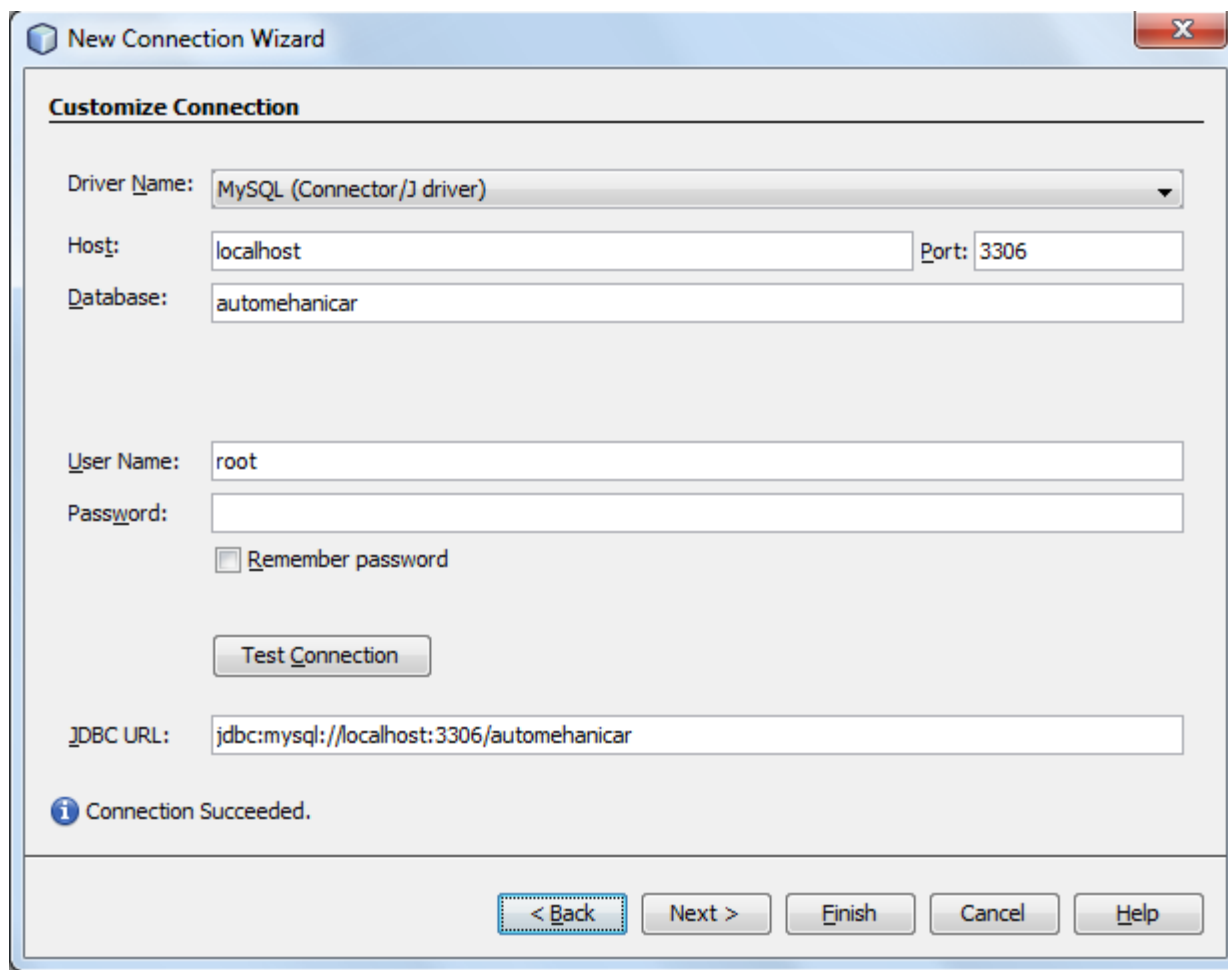 New Connection Wizard
X
Customize Connection
Driver Name: MySQL (Connector/J driver)
Host: localhost Port: 3306
Database: automehanicar
User Name: root
Password:
Remember password
Test Connection
JDBC URL: jdbc:mysql://localhost:3306/automehanicar
i Connection Succeeded.
< Back Next > Finish Cancel Help